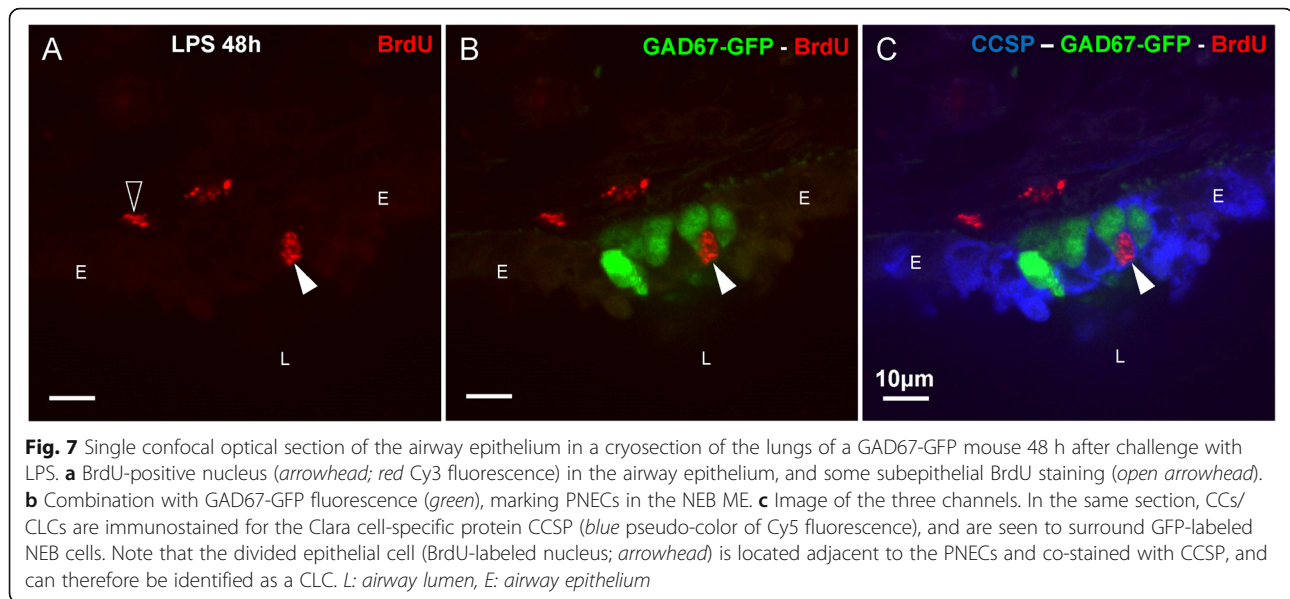 A LPS 48h BrdU
B GAD67-GFP - BrdU
C CCSP – GAD67-GFP - BrdU
E
E
L
E
L
E
E
L
10µm
Fig. 7 Single confocal optical section of the airway epithelium in a cryosection of the lungs of a GAD67-GFP mouse 48 h after challenge with
LPS. a BrdU-positive nucleus (arrowhead; red Cy3 fluorescence) in the airway epithelium, and some subepithelial BrdU staining (open arrowhead).
b Combination with GAD67-GFP fluorescence (green), marking PNECs in the NEB ME. c Image of the three channels. In the same section, CCs/
CLCs are immunostained for the Clara cell-specific protein CCSP (blue pseudo-color of Cy5 fluorescence), and are seen to surround GFP-labeled
NEB cells. Note that the divided epithelial cell (BrdU-labeled nucleus; arrowhead) is located adjacent to the PNECs and co-stained with CCSP, and
can therefore be identified as a CLC. L: airway lumen, E: airway epithelium